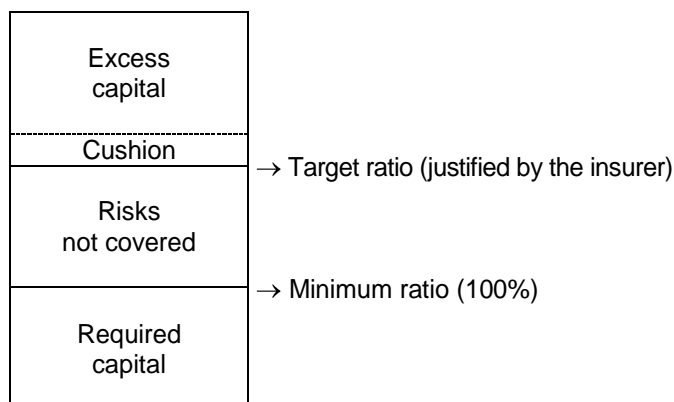 Excess
capital
Cushion
→ Target ratio (justified by the insurer)
Risks
not covered
→ Minimum ratio (100%)
Required
capital